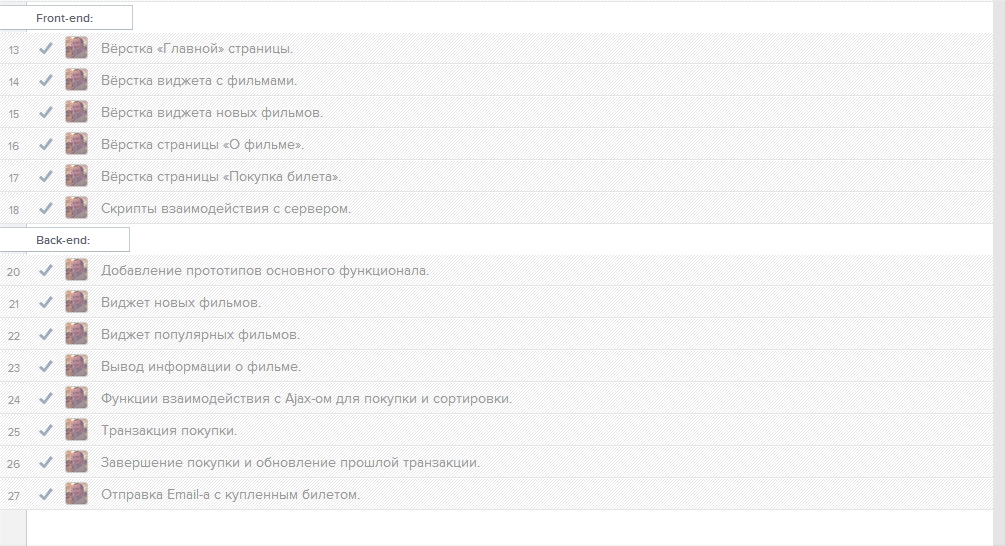 Front-end:
13 Вёрстка «Главной» страницы.
14 Вёрстка виджета с фильмами.
15 Вёрстка виджета новых фильмов.
16 Вёрстка страницы «О фильме».
17 Вёрстка страницы «Покупка билета».
18 Скрипты взаимодействия с сервером.
Back-end:
20 Добавление прототипов основного функционала.
21 Виджет новых фильмов.
22 Виджет популярных фильмов.
23 Вывод информации о фильме.
24 Функции взаимодействия с Ajax-ом для покупки и сортировки.
25 Транзакция покупки.
26 Завершение покупки и обновление прошлой транзакции.
27 Отправка Email-а с купленным билетом.